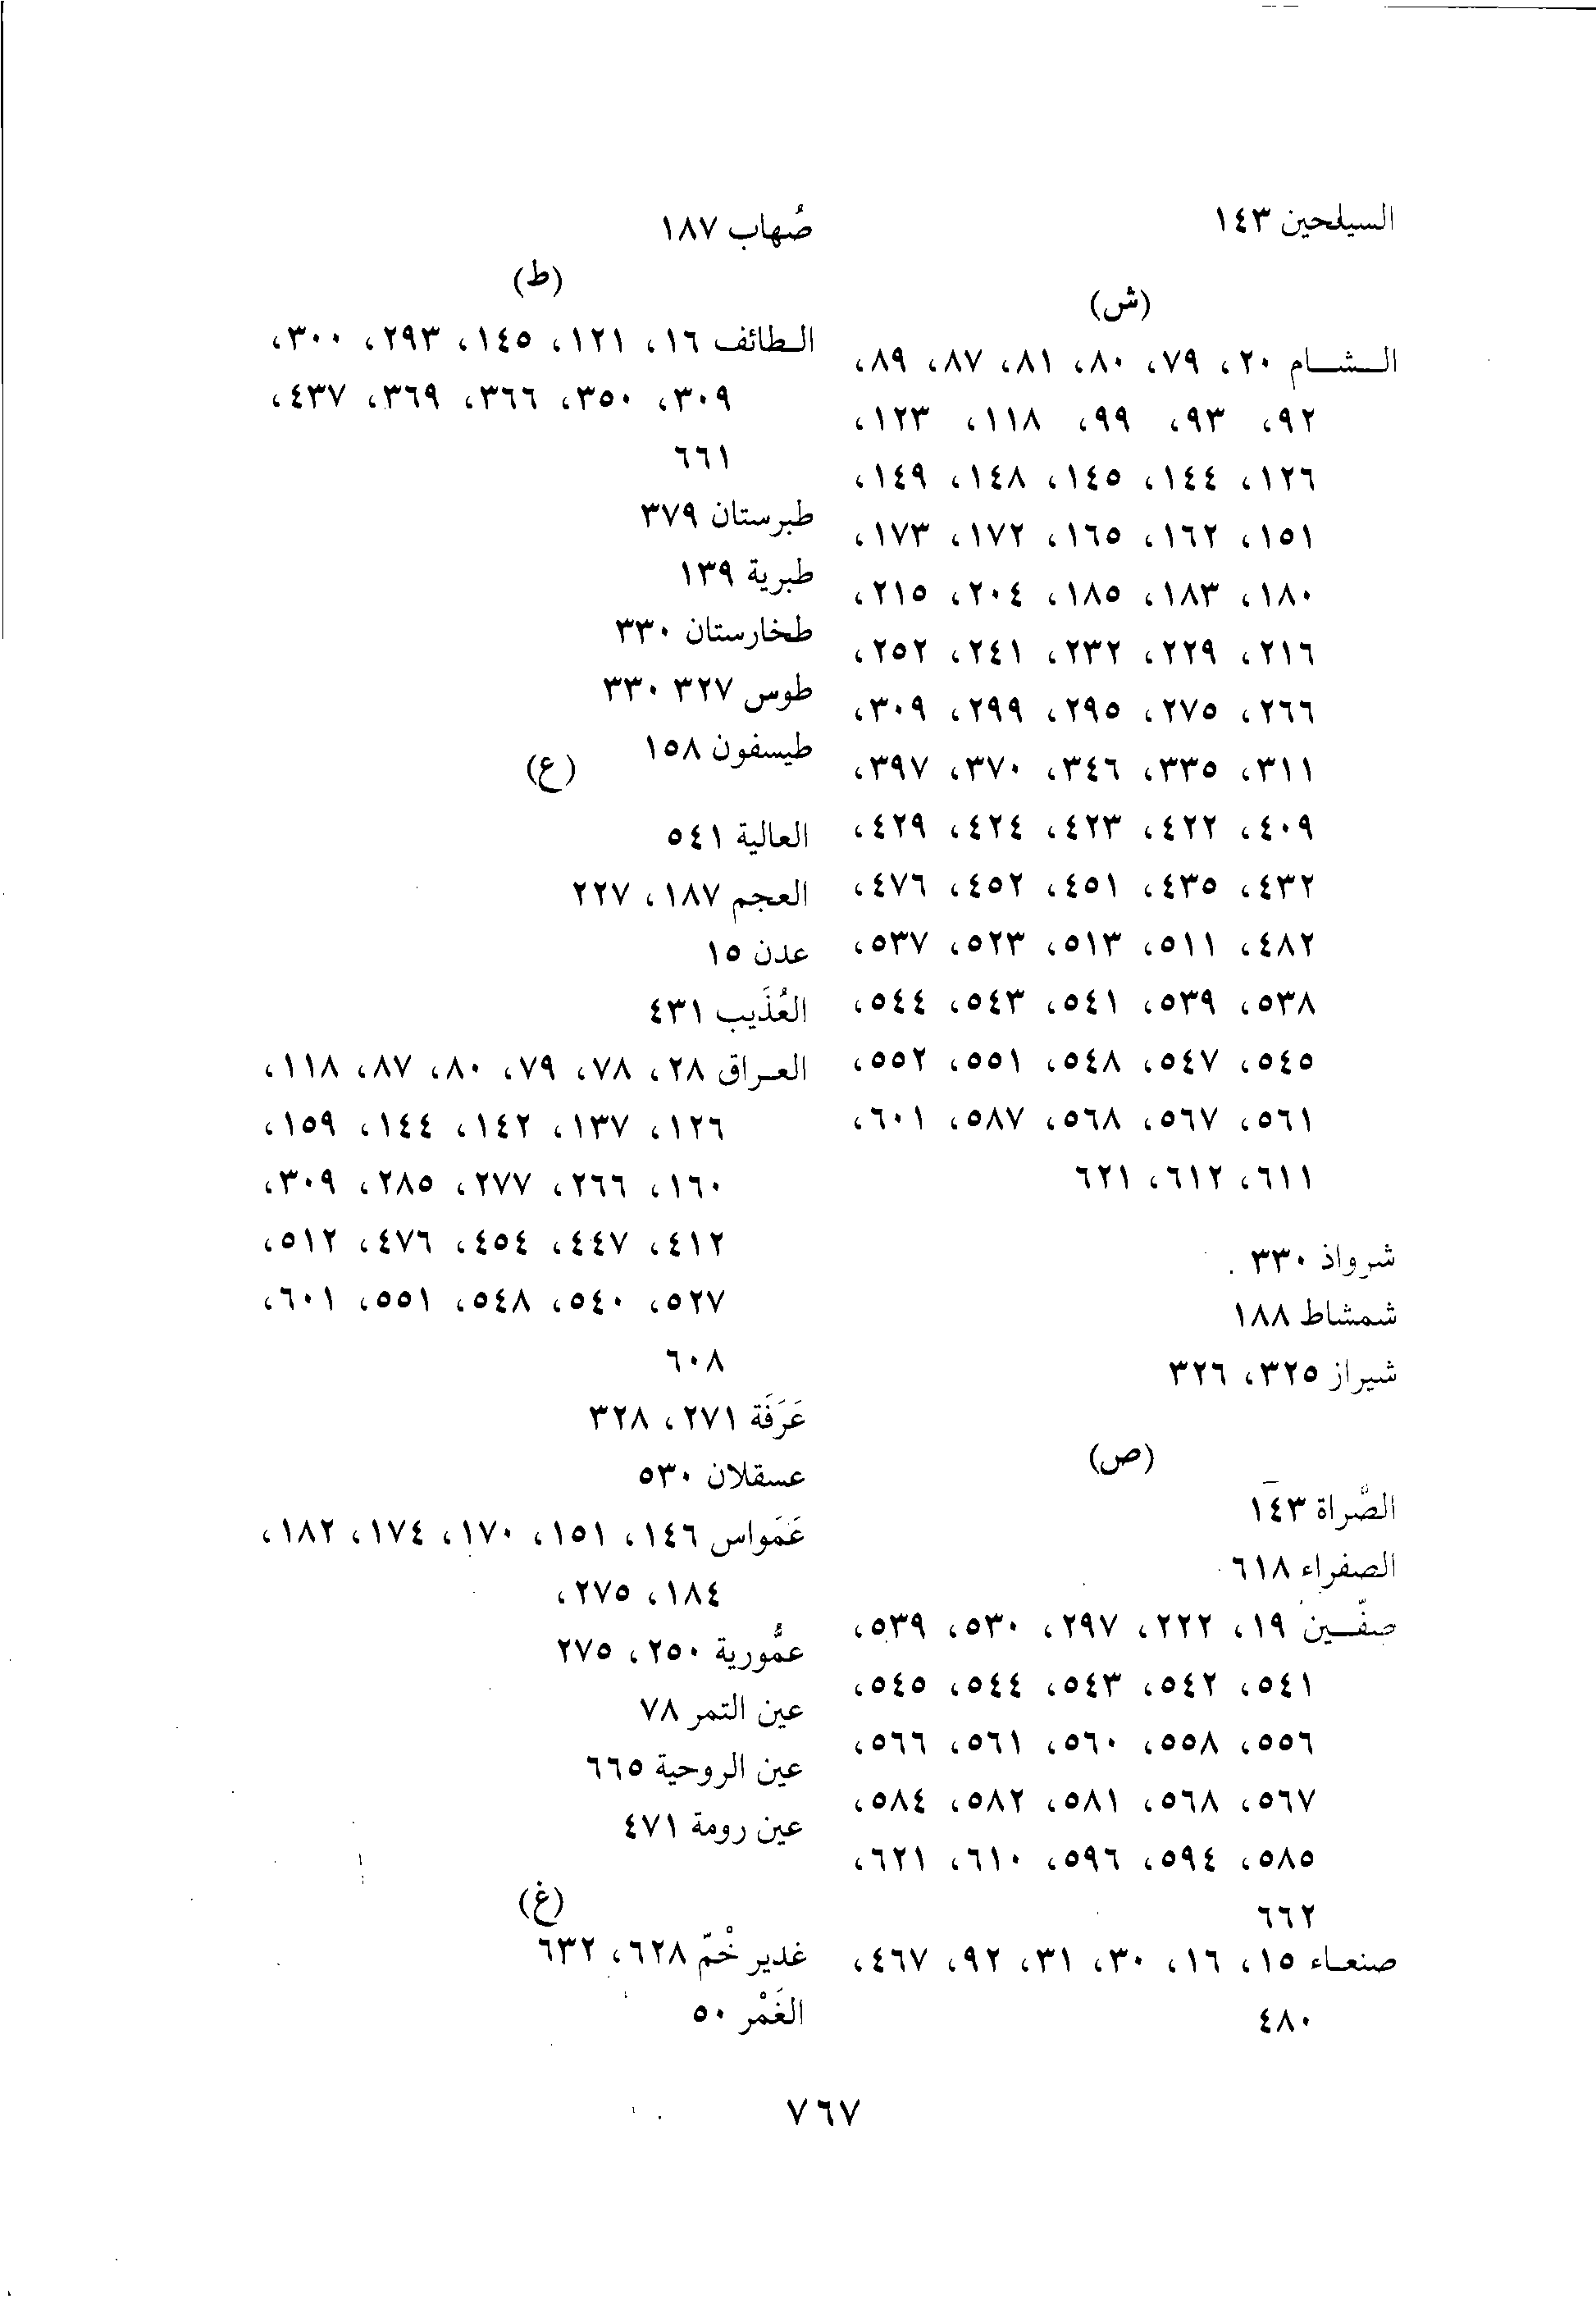 السيلحين ١٤٣
(ش)
الـشـام ٢٠، ٧٩، ٨٠، ٨١، ٨٧، ٨٩،
٩٢، ٩٣، ٩٩، ١١٨، ١٢٣،
١٢٦، ١٤٤، ١٤٥، ١٤٨، ١٤٩،
١٥١، ١٦٢، ١٦٥، ١٧٢، ١٧٣،
١٨٠، ١٨٣، ١٨٥، ٢٠٤، ٢١٥،
٢١٦، ٢٢٩، ٢٣٢، ٢٤١، ٢٥٢،
٢٦٦، ٢٧٥، ٢٩٥، ٢٩٩، ٣٠٩،
٣١١، ٣٣٥، ٣٤٦، ٣٧٠، ٣٩٧،
٤٠٩، ٤٢٢، ٤٢٣، ٤٢٤، ٤٢٩،
٤٣٢، ٤٣٥، ٤٥١، ٤٥٢، ٤٧٦،
٤٨٢، ٥١١، ٥١٣، ٥٢٣، ٥٣٧،
٥٣٨، ٥٣٩، ٥٤١، ٥٤٣، ٥٤٤،
٥٤٥، ٥٤٧، ٥٤٨، ٥٥١، ٥٥٢،
٥٦١، ٥٦٧، ٥٦٨، ٥٨٧، ٦٠١،
٦١١، ٦١٢، ٦٢١
شرواذ ٣٣٠
شمشاط ١٨٨
شيراز ٣٢٥، ٣٢٦
(ص)
الصَّراة ١٤٣
الصفراء ٦١٨
صفّـين ١٩، ٢٢٢، ٢٩٧، ٥٣٠، ٥٣٩،
٥٤١، ٥٤٢، ٥٤٣، ٥٤٤، ٥٤٥،
٥٥٦، ٥٥٨، ٥٦٠، ٥٦١، ٥٦٦،
٥٦٧، ٥٦٨، ٥٨١، ٥٨٢، ٥٨٤،
٥٨٥، ٥٩٤، ٥٩٦، ٦١٠، ٦٢١،
٦٦٢
صنعـاء ١٥، ١٦، ٣٠، ٣١، ٩٢، ٤٦٧،
٤٨٠
صُهاب ١٨٧
(ط)
الـطائف ١٦، ١٢١، ١٤٥، ٢٩٣، ٣٠٠،
٣٠٩، ٣٥٠، ٣٦٦، ٣٦٩، ٤٣٧،
٦٦١
طبرستان ٣٧٩
طبرية ١٣٩
طخارستان ٣٣٠
طوس ٣٢٧ ٣٣٠
طيسفون ١٥٨
(ع)
العالية ٥٤١
العجم ١٨٧، ٢٢٧
عدن ١٥
العُذَيب ٤٣١
العـراق ٢٨، ٧٨، ٧٩، ٨٠، ٨٧، ١١٨،
١٢٦، ١٣٧، ١٤٢، ١٤٤، ١٥٩،
١٦٠، ٢٦٦، ٢٧٧، ٢٨٥، ٣٠٩،
٤١٢، ٤٤٧، ٤٥٤، ٤٧٦، ٥١٢،
٥٢٧، ٥٤٠، ٥٤٨، ٥٥١، ٦٠١،
٦٠٨
عَرَفَة ٢٧١، ٣٢٨
عسقلان ٥٣٠
عَمَواس ١٤٦، ١٥١، ١٧٠، ١٧٤، ١٨٢،
١٨٤، ٢٧٥،
عمُّورية ٢٥٠، ٢٧٥
عين التمر ٧٨
عين الروحية ٦٦٥
عين رومة ٤٧١
(غ)
غدير خْمّ ٦٢٨، ٦٣٢
الغَمْر ٥٠
٧٦٧